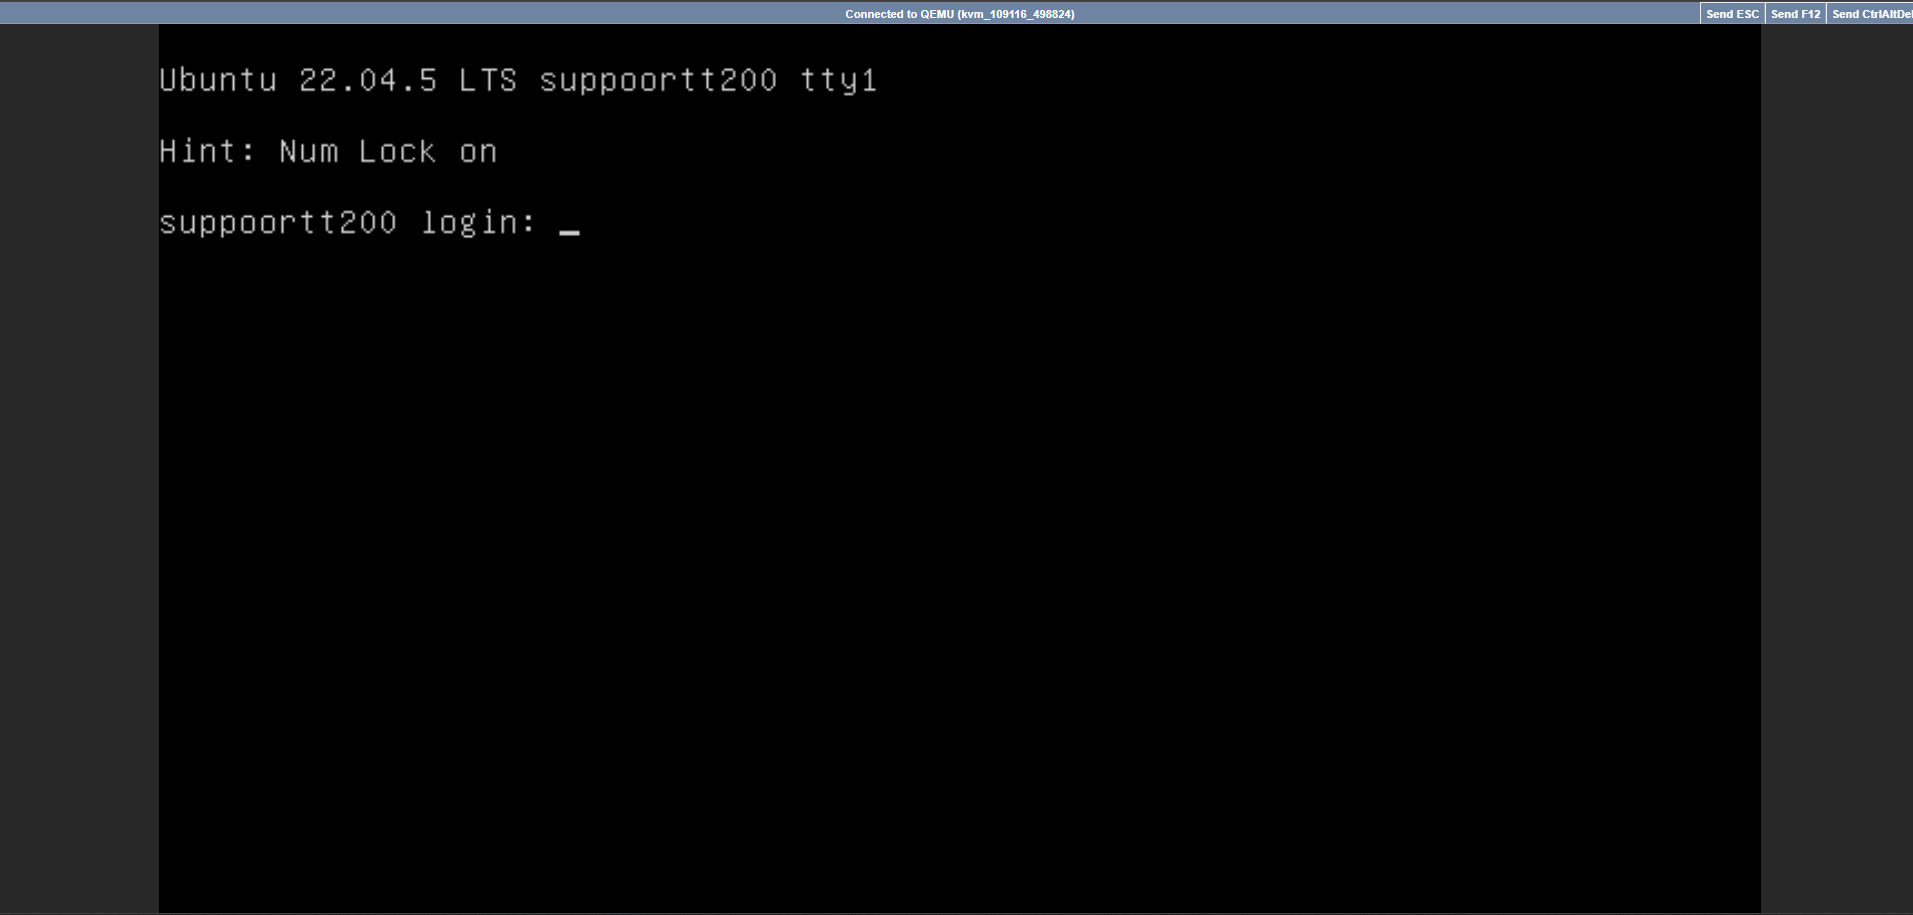 Connected to QEMU (kvm_109116_498824)
Send ESC Send F12 Send CtrlAltDel
Ubuntu 22.04.5 LTS suppoortt200 tty1
Hint: Num Lock on
suppoortt200 login: _